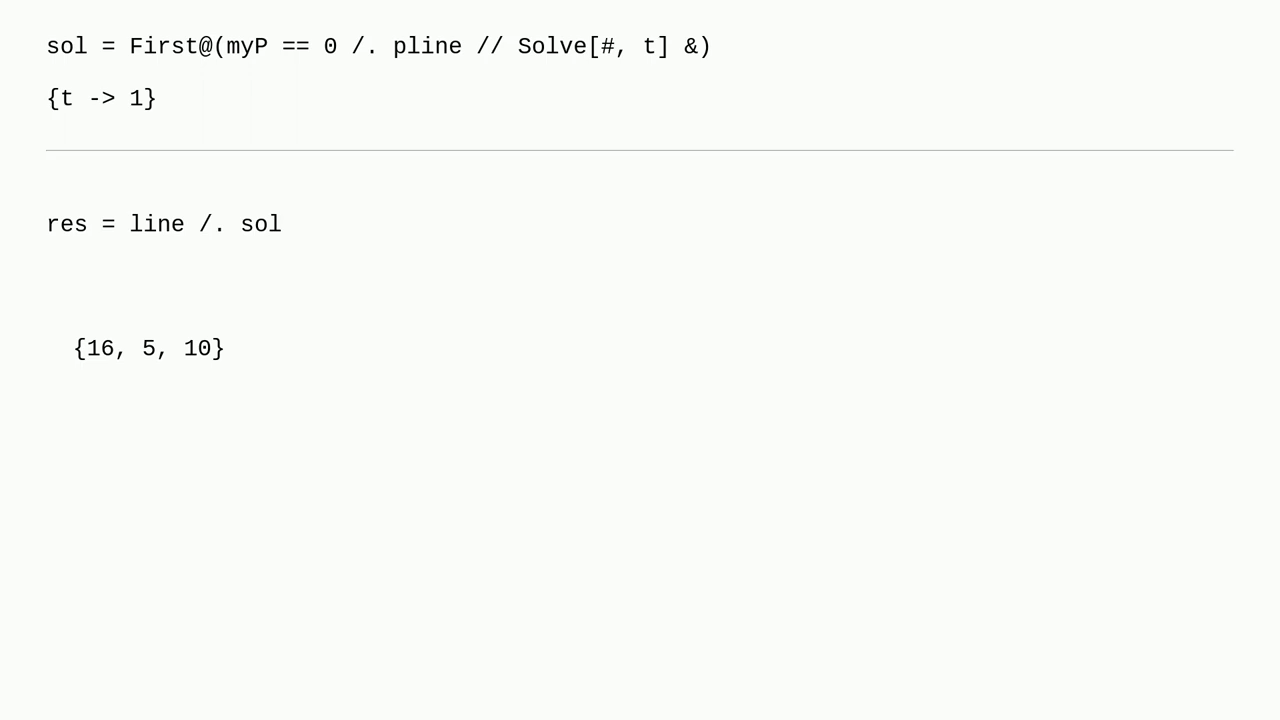 sol = First@(myP == 0 /. pline // Solve[#, t] &)
{t -> 1}
res = line /. sol
{16, 5, 10}